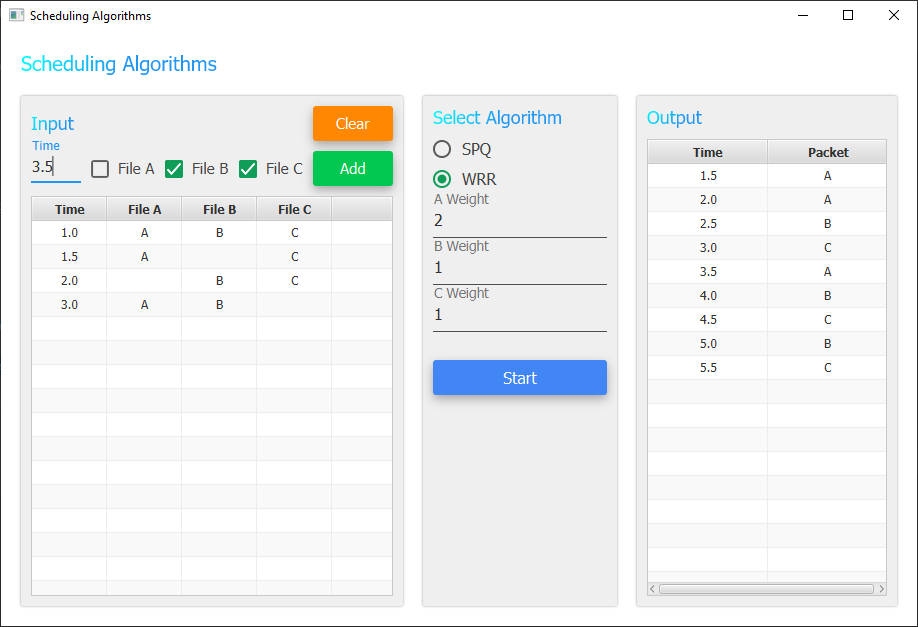 Scheduling Algorithms
Scheduling Algorithms
Input
Clear
Time
3.5 File A File B File C Add
Time File A File B File C
1.0 A B C
1.5 A C
2.0 B C
3.0 A B
Select Algorithm
SPQ
WRR
A Weight
2
B Weight
1
C Weight
1
Start
Output
Time Packet
1.5 A
2.0 A
2.5 B
3.0 C
3.5 A
4.0 B
4.5 C
5.0 B
5.5 C